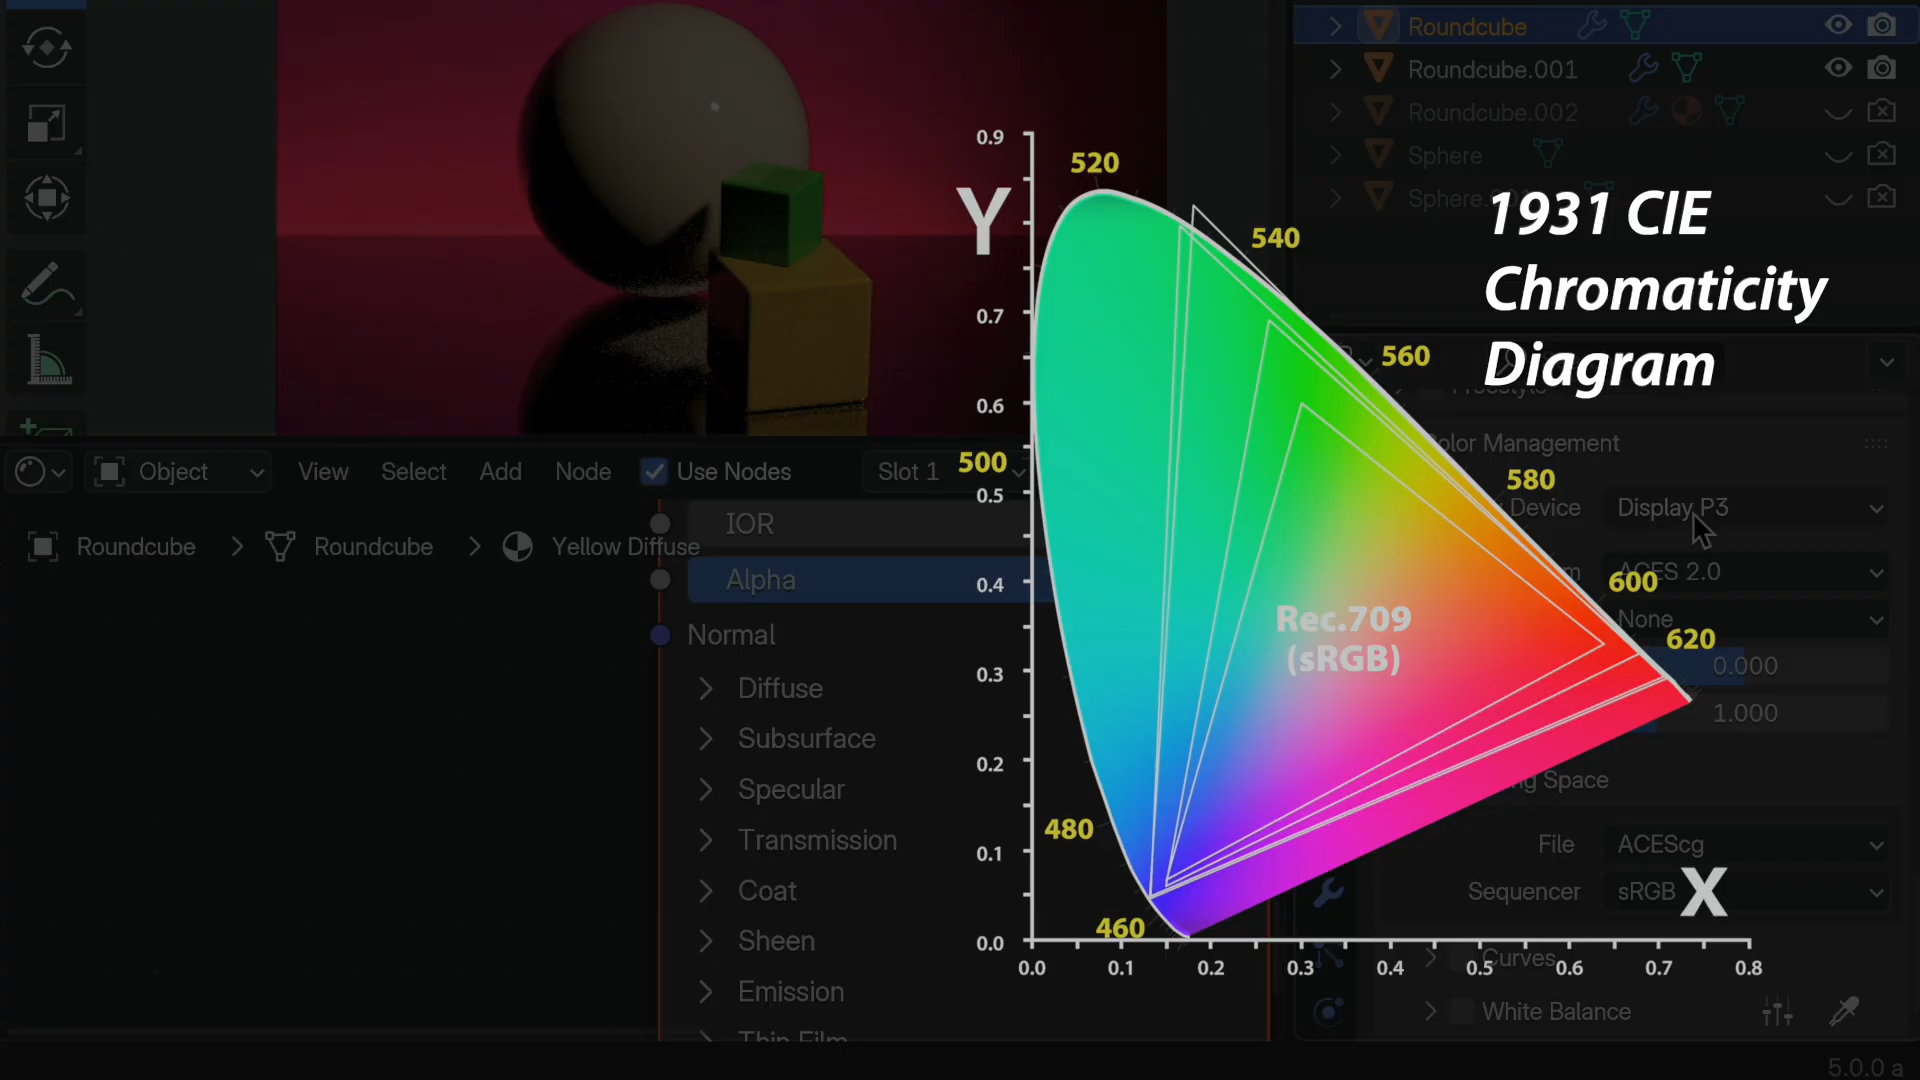 Roundcube
Roundcube.001
Roundcube.002
Sphere
1931 CIE
Chromaticity
Diagram
Y
0.9
0.7
0.6
0.5
0.4
0.3
0.2
0.1
0.0
0.0
0.1
0.2
0.3
0.4
0.5
0.6
0.7
0.8
X
520
540
560
580
600
620
500
480
460
Rec.709
(sRGB)
Object
View
Select
Add
Node
Use Nodes
Slot 1
Roundcube
Roundcube
Yellow Diffuse
IOR
Alpha
Normal
Diffuse
Subsurface
Specular
Transmission
Coat
Sheen
Emission
Thin Film
Color Management
Device
Display P3
ACES 2.0
None
0.000
1.000
Space
File
ACEScg
Sequencer
sRGB
Curves
White Balance
5.0.0 a